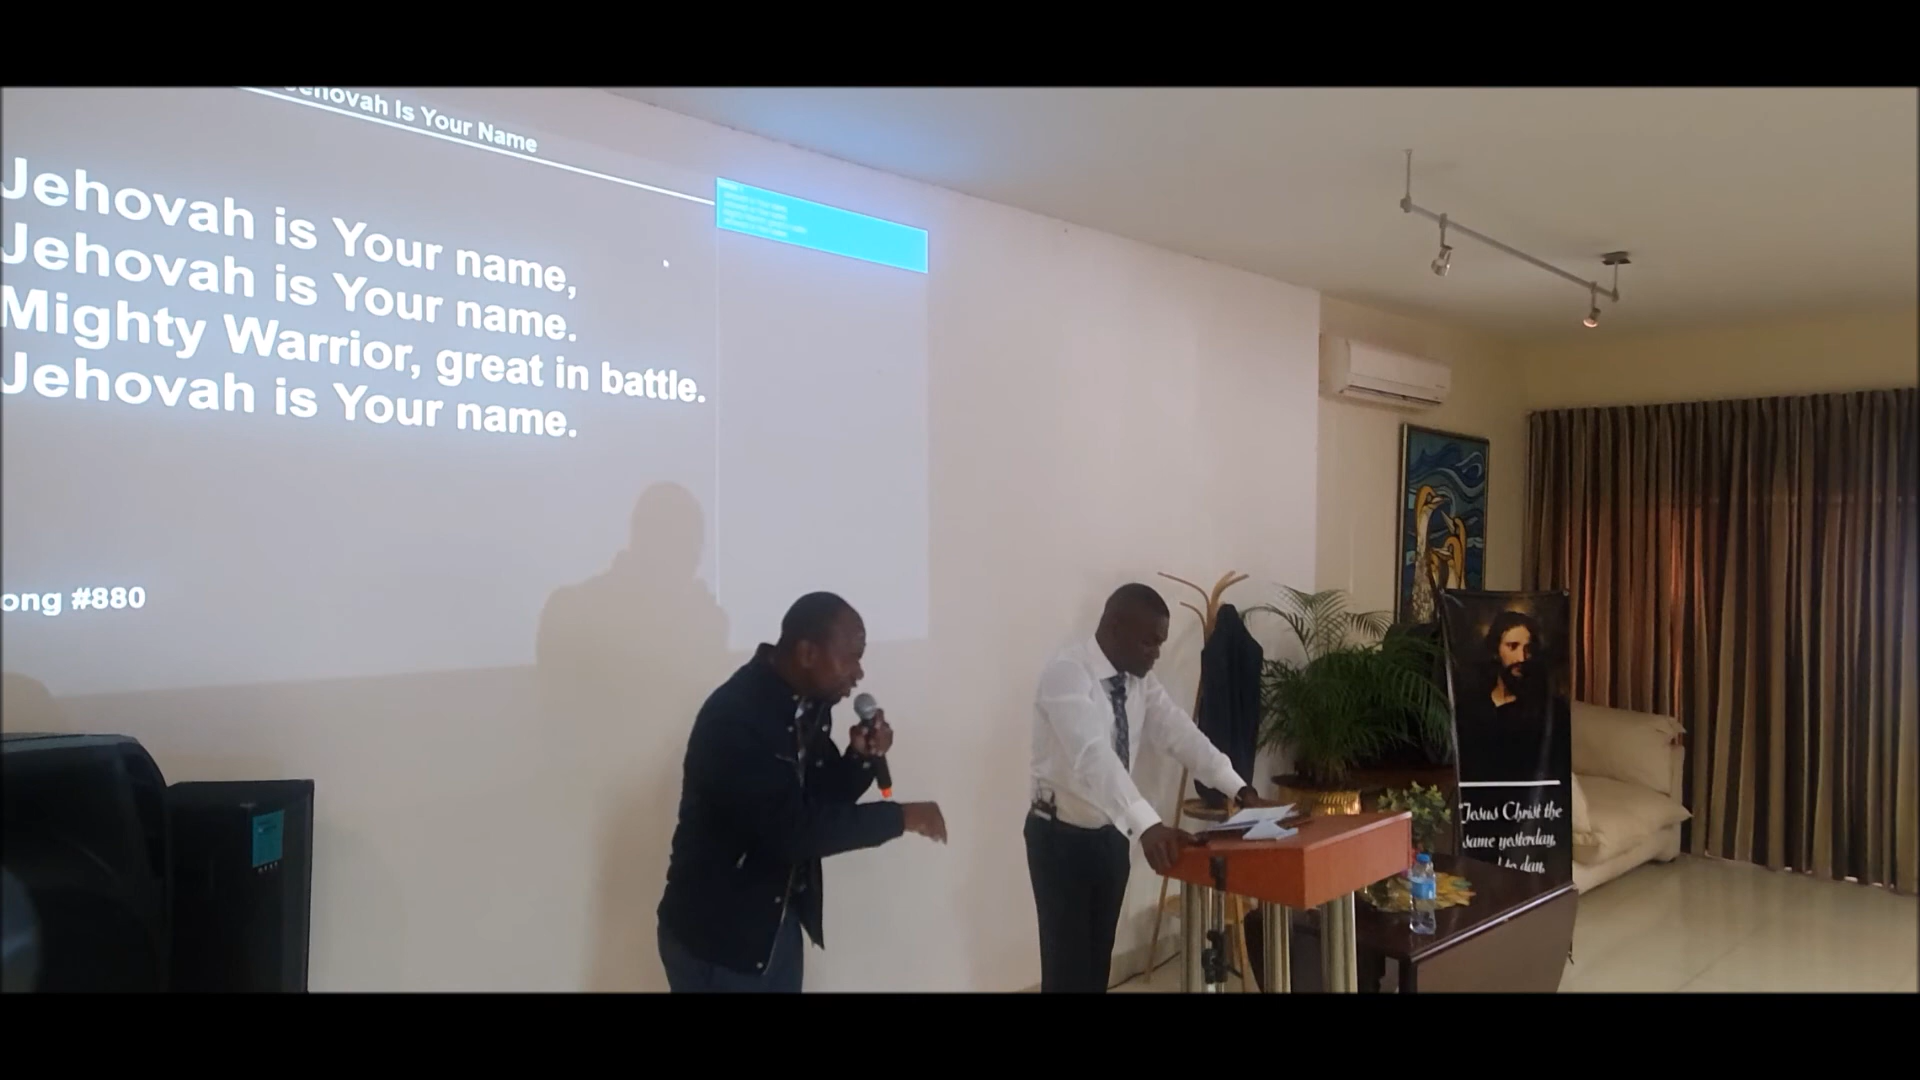 Jehovah Is Your Name
Jehovah is Your name,
Jehovah is Your name.
Mighty Warrior, great in battle.
Jehovah is Your name.
ong #880
"Jesus Christ the
same yesterday,
day,